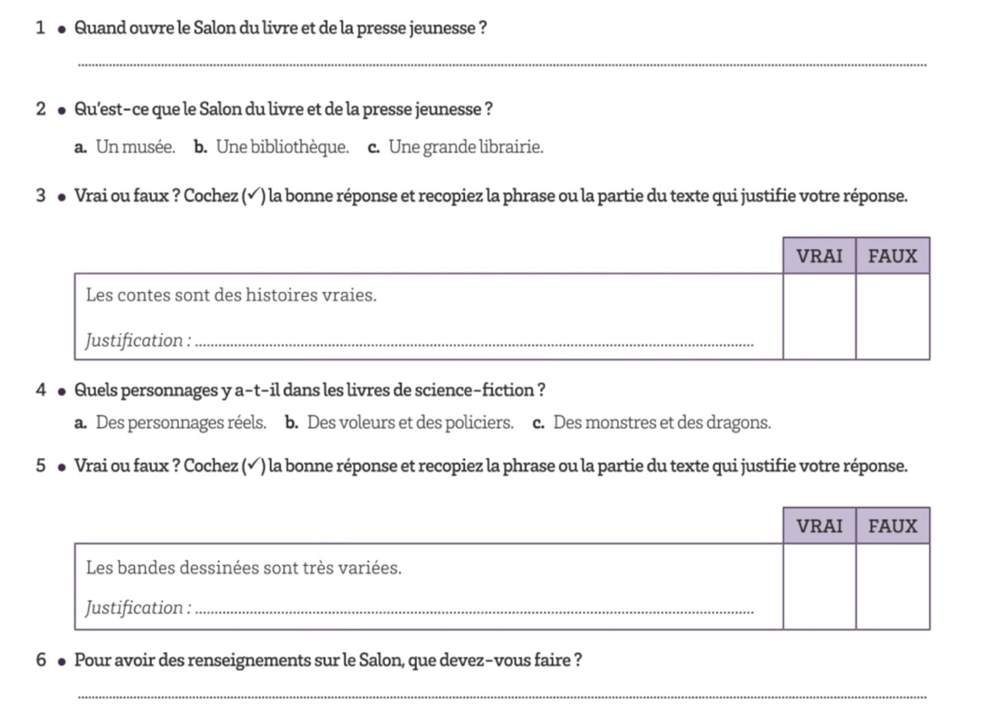 1 • Quand ouvre le Salon du livre et de la presse jeunesse ?
2 • Qu'est-ce que le Salon du livre et de la presse jeunesse ?
a. Un musée. b. Une bibliothèque. c. Une grande librairie.
3 • Vrai ou faux ? Cochez (✓) la bonne réponse et recopiez la phrase ou la partie du texte qui justifie votre réponse.
VRAI FAUX
Les contes sont des histoires vraies.
Justification :
4 • Quels personnages y a-t-il dans les livres de science-fiction ?
a. Des personnages réels. b. Des voleurs et des policiers. c. Des monstres et des dragons.
5 • Vrai ou faux ? Cochez (✓) la bonne réponse et recopiez la phrase ou la partie du texte qui justifie votre réponse.
VRAI FAUX
Les bandes dessinées sont très variées.
Justification :
6 • Pour avoir des renseignements sur le Salon, que devez-vous faire ?